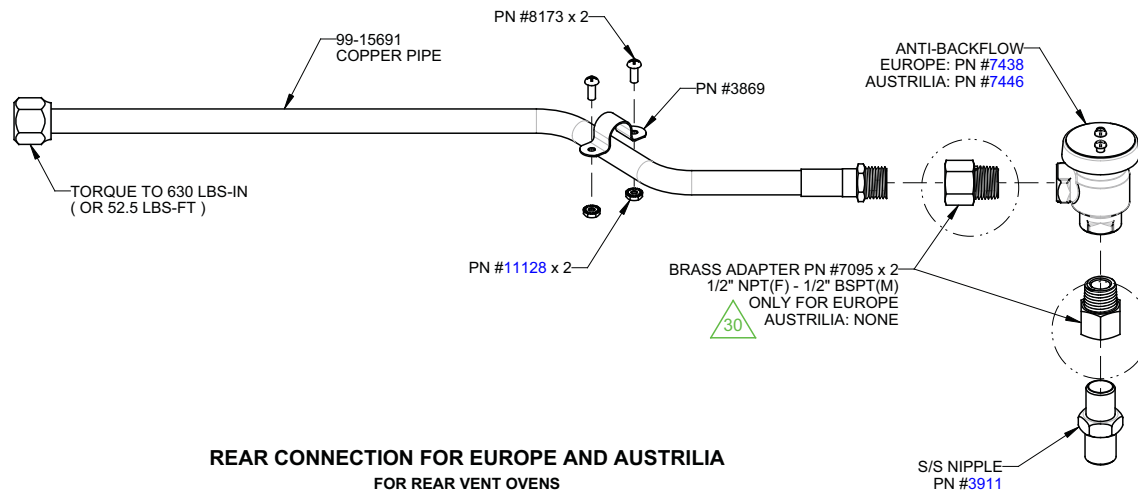 PN #8173 x 2
99-15691
COPPER PIPE
ANTI-BACKFLOW
EUROPE: PN #7438
AUSTRILIA: PN #7446
PN #3869
TORQUE TO 630 LBS-IN
( OR 52.5 LBS-FT )
PN #11128 x 2
BRASS ADAPTER PN #7095 x 2
1/2" NPT(F) - 1/2" BSPT(M)
ONLY FOR EUROPE
AUSTRILIA: NONE
30
REAR CONNECTION FOR EUROPE AND AUSTRILIA
FOR REAR VENT OVENS
S/S NIPPLE
PN #3911